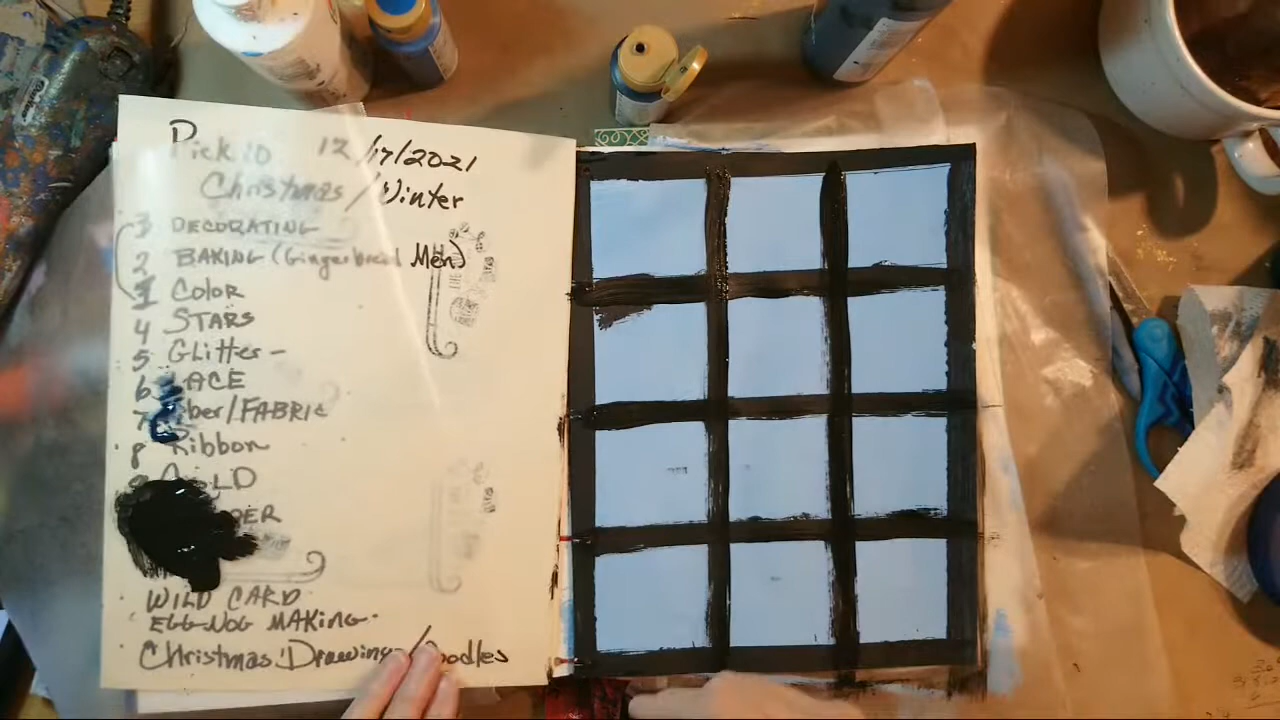 Pick 10 12/17/2021
Christmas/Winter
3 DECORATING
2 BAKING (Gingerbread Men)
1 Color
4 STARS
5 Glitter-
6 LACE
7 /FABRIC
8 Ribbon
WILD CARD
EGG-NOG MAKING.
Christmas Drawings/Doodles